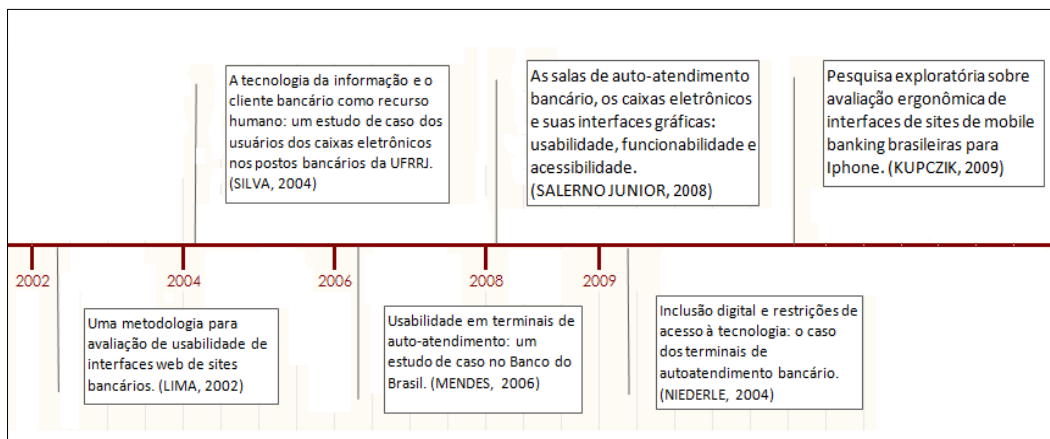 A tecnologia da informação e o
cliente bancário como recurso
humano: um estudo de caso dos
usuários dos caixas eletrônicos
nos postos bancários da UFRRJ.
(SILVA, 2004)
As salas de auto-atendimento
bancário, os caixas eletrônicos
e suas interfaces gráficas:
usabilidade, funcionabilidade e
acessibilidade.
(SALERNO JUNIOR, 2008)
Pesquisa exploratória sobre
avaliação ergonômica de
interfaces de sites de mobile
banking brasileiras para
Iphone. (KUPCZIK, 2009)
2002
2004
2006
2008
2009
Uma metodologia para
avaliação de usabilidade de
interfaces web de sites
bancários. (LIMA, 2002)
Usabilidade em terminais de
auto-atendimento: um
estudo de caso no Banco do
Brasil. (MENDES, 2006)
Inclusão digital e restrições de
acesso à tecnologia: o caso
dos terminais de
autoatendimento bancário.
(NIEDERLE, 2004)